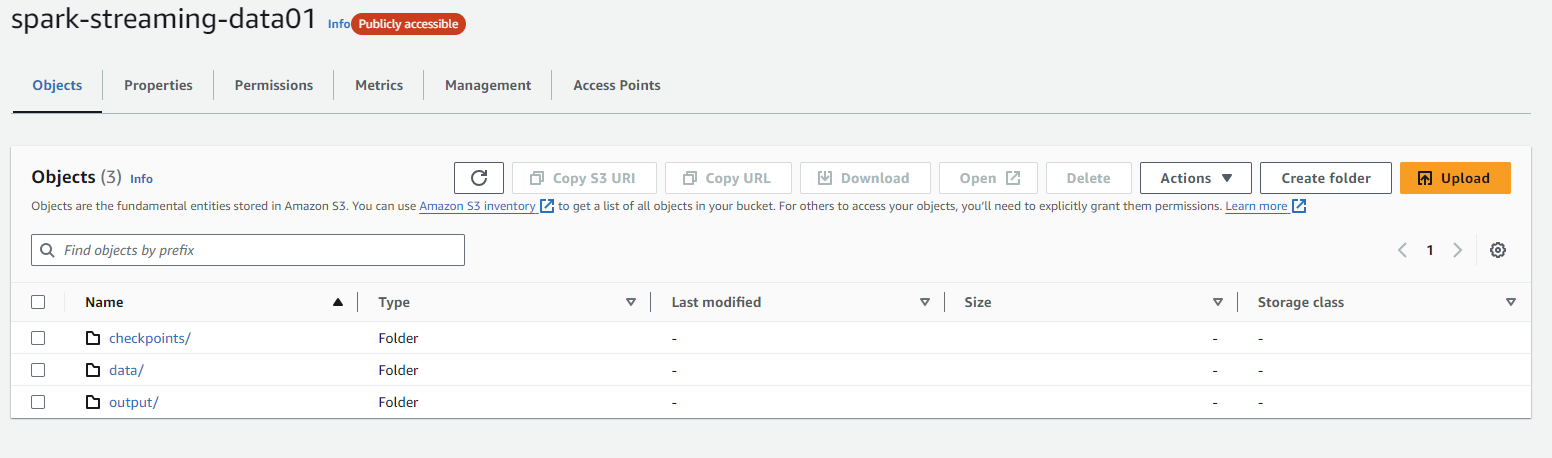 spark-streaming-data01 Info Publicly accessible
Objects Properties Permissions Metrics Management Access Points
Objects (3) Info Copy S3 URI Copy URL Download Open Delete Actions Create folder Upload
Objects are the fundamental entities stored in Amazon S3. You can use Amazon S3 inventory to get a list of all objects in your bucket. For others to access your objects, you’ll need to explicitly grant them permissions. Learn more
Find objects by prefix 1
Name Type Last modified Size Storage class
checkpoints/ Folder - - -
data/ Folder - - -
output/ Folder - - -